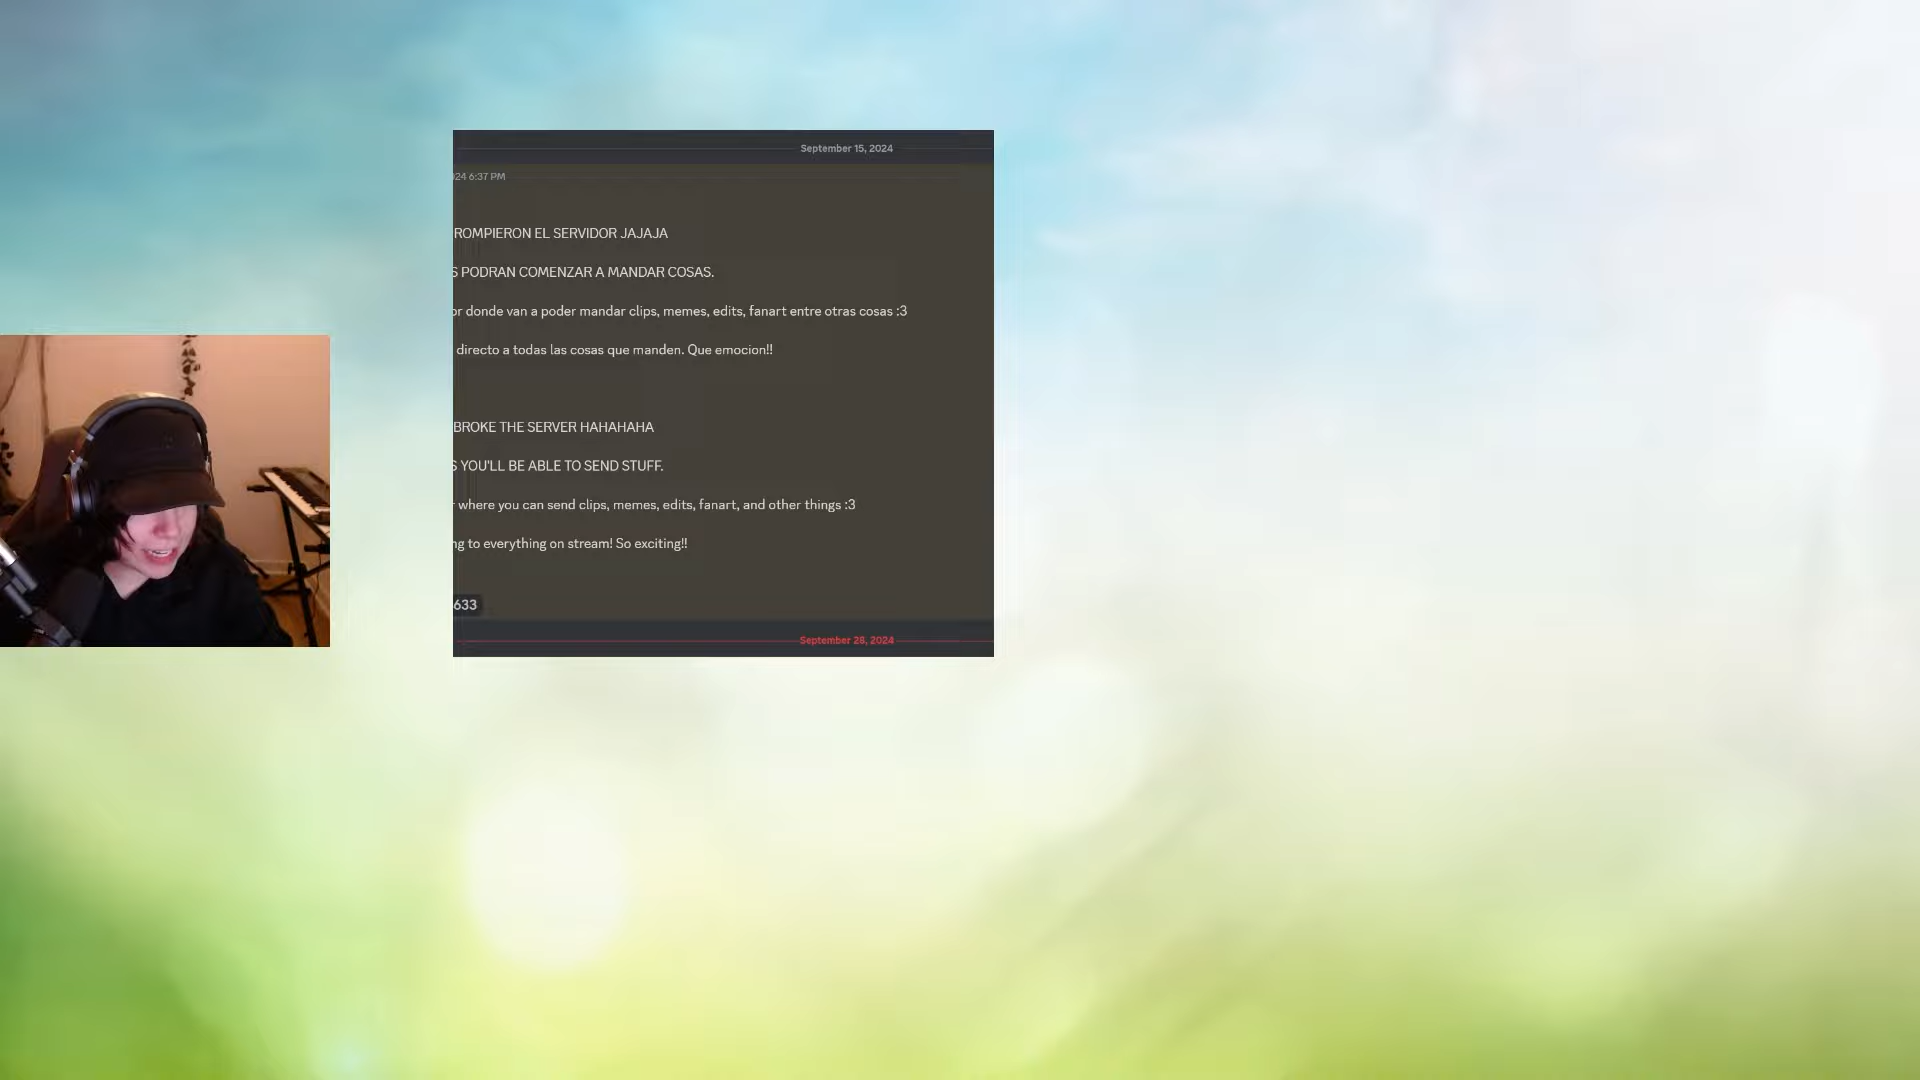 September 15, 2024
24 6:37 PM
ROMPIERON EL SERVIDOR JAJAJA
S PODRAN COMENZAR A MANDAR COSAS.
or donde van a poder mandar clips, memes, edits, fanart entre otras cosas :3
directo a todas las cosas que manden. Que emocion!!
BROKE THE SERVER HAHAHAHA
S YOU'LL BE ABLE TO SEND STUFF.
r where you can send clips, memes, edits, fanart, and other things :3
ng to everything on stream! So exciting!!
633
September 28, 2024